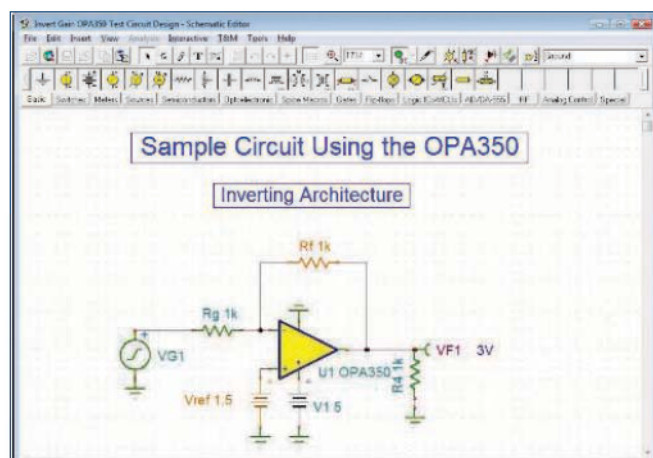 Invert Gain OPA350 Test Circuit Design - Schematic Editor
File Edit Insert View Analysis Interactive T&M Tools Help
Ground
Basic Switches Meters Sources Semiconductors Optoelectronic Spice Macros Gates Flip-flops Logic ICs-MCUs AD/DA-555 RF Analog Control Special
Sample Circuit Using the OPA350
Inverting Architecture
Rf 1k
Rg 1k
VG1
U1 OPA350
VF1 3V
R4 1k
Vref 1.5
V1 5